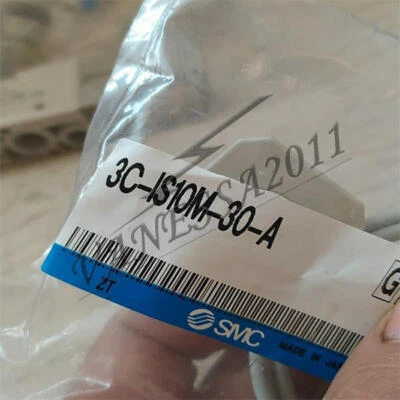 3C-IS10M-30-A
VANESSA2011
G
ZT
SMC
MADE IN JA